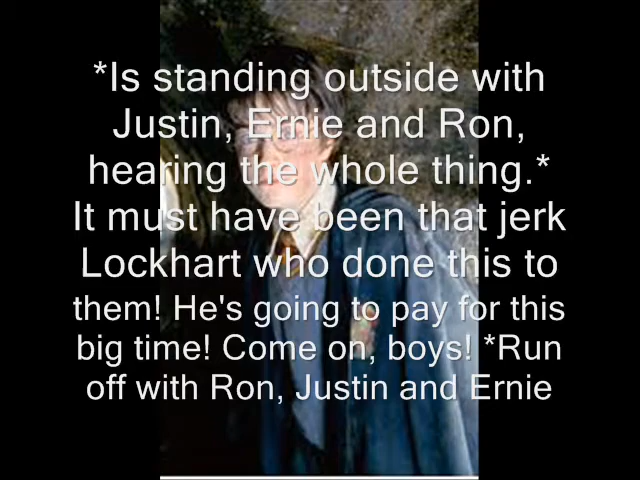 *Is standing outside with
Justin, Ernie and Ron,
hearing the whole thing.*
It must have been that jerk
Lockhart who done this to
them! He's going to pay for this
big time! Come on, boys! *Run
off with Ron, Justin and Ernie